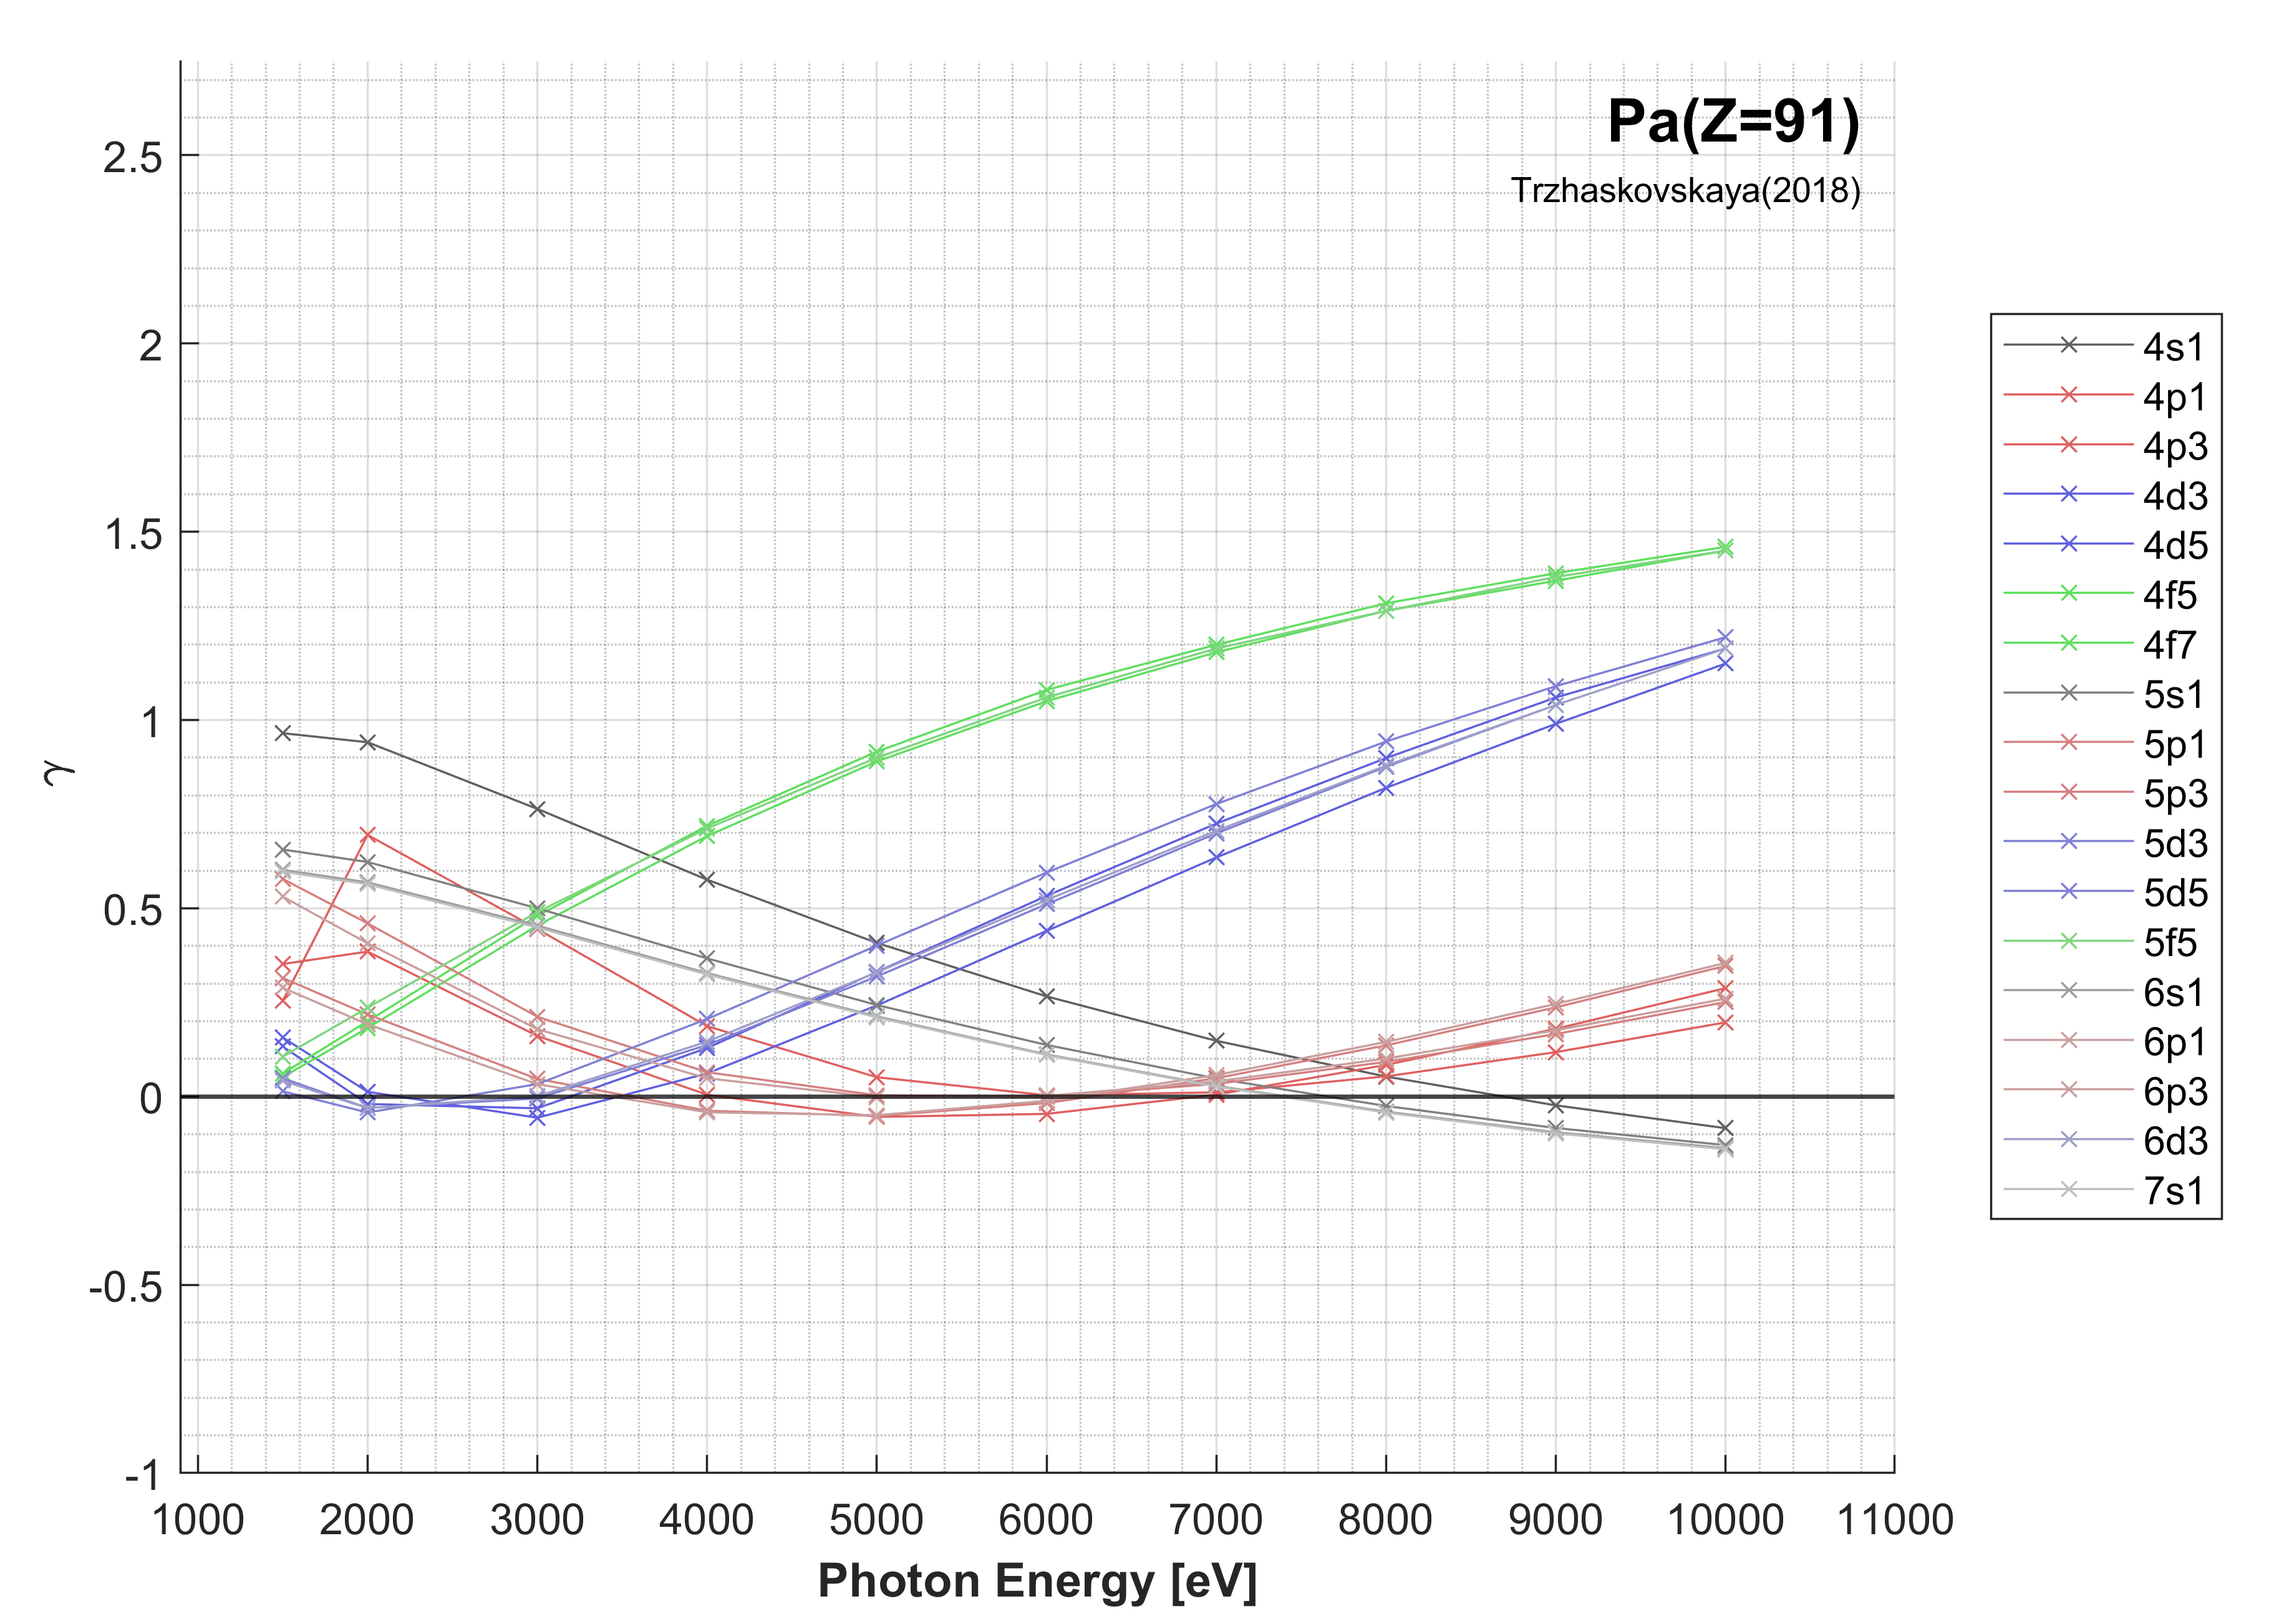 Pa(Z=91)
Trzhaskovskaya(2018)
2.5
2
1.5
1
0.5
0
-0.5
-1
γ
1000 2000 3000 4000 5000 6000 7000 8000 9000 10000 11000
Photon Energy [eV]
4s1
4p1
4p3
4d3
4d5
4f5
4f7
5s1
5p1
5p3
5d3
5d5
5f5
6s1
6p1
6p3
6d3
7s1